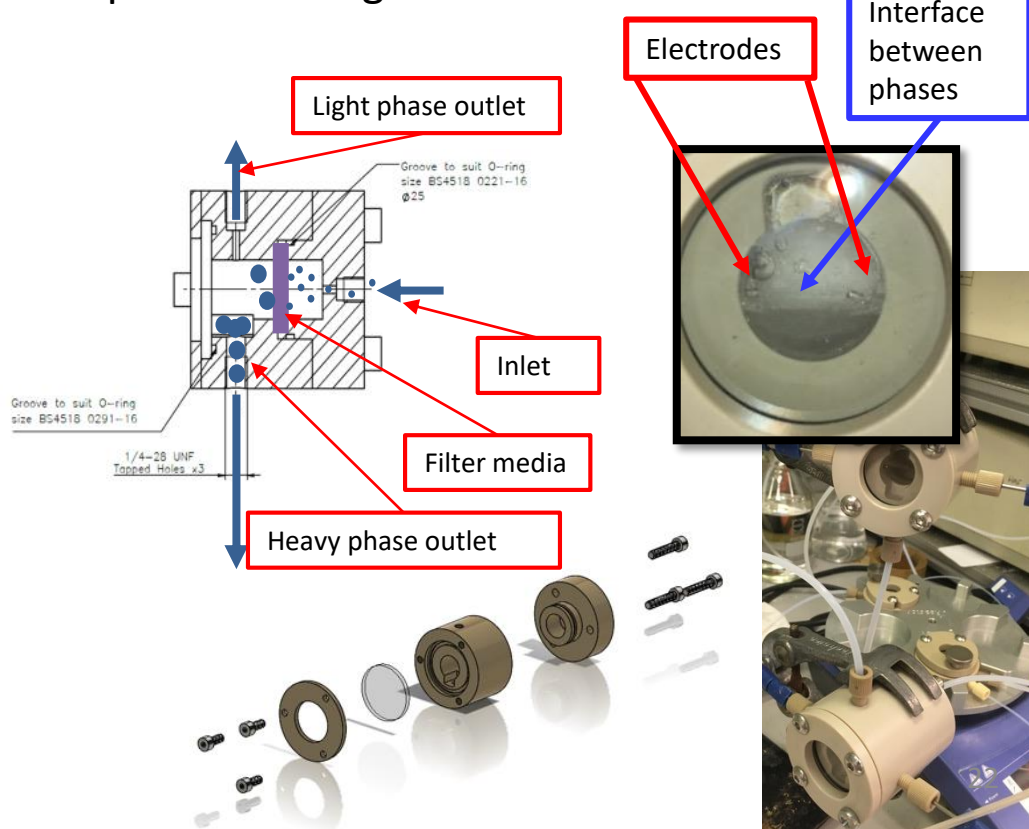 Interface
between
phases
Electrodes
Light phase outlet
Groove to suit O-ring
size BS4518 0221-16
ø25
Inlet
Groove to suit O-ring
size BS4518 0291-16
1/4-28 UNF
Tapped Holes x3
Filter media
Heavy phase outlet